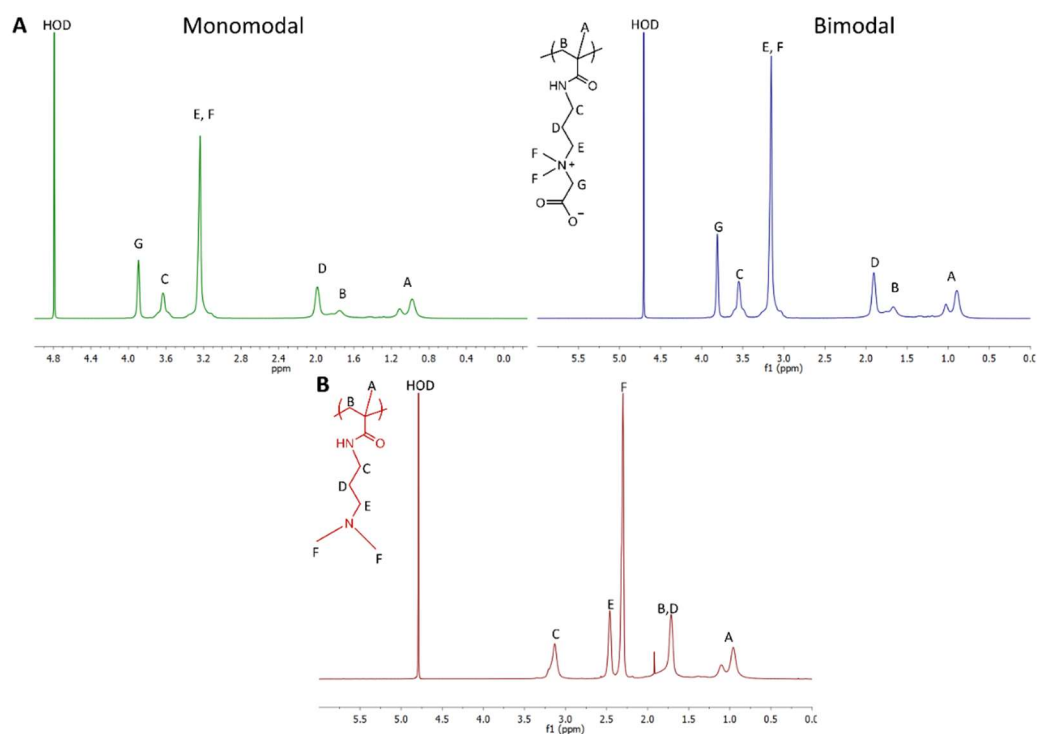 A Monomodal Bimodal
HOD
E, F
G
C
D
B
A
4.8 4.4 4.0 3.6 3.2 2.8 2.4 2.0 1.6 1.2 0.8 0.4 0.0
ppm
A
B
HN O
C
D
E
F
N+
F
G
O
O−
HOD
E, F
G
C
D
B
A
5.5 5.0 4.5 4.0 3.5 3.0 2.5 2.0 1.5 1.0 0.5 0.0
f1 (ppm)
B
A
B
HN O
C
D
E
N
F F
HOD
C
E
F
B,D
A
5.5 5.0 4.5 4.0 3.5 3.0 2.5 2.0 1.5 1.0 0.5 0.0
f1 (ppm)